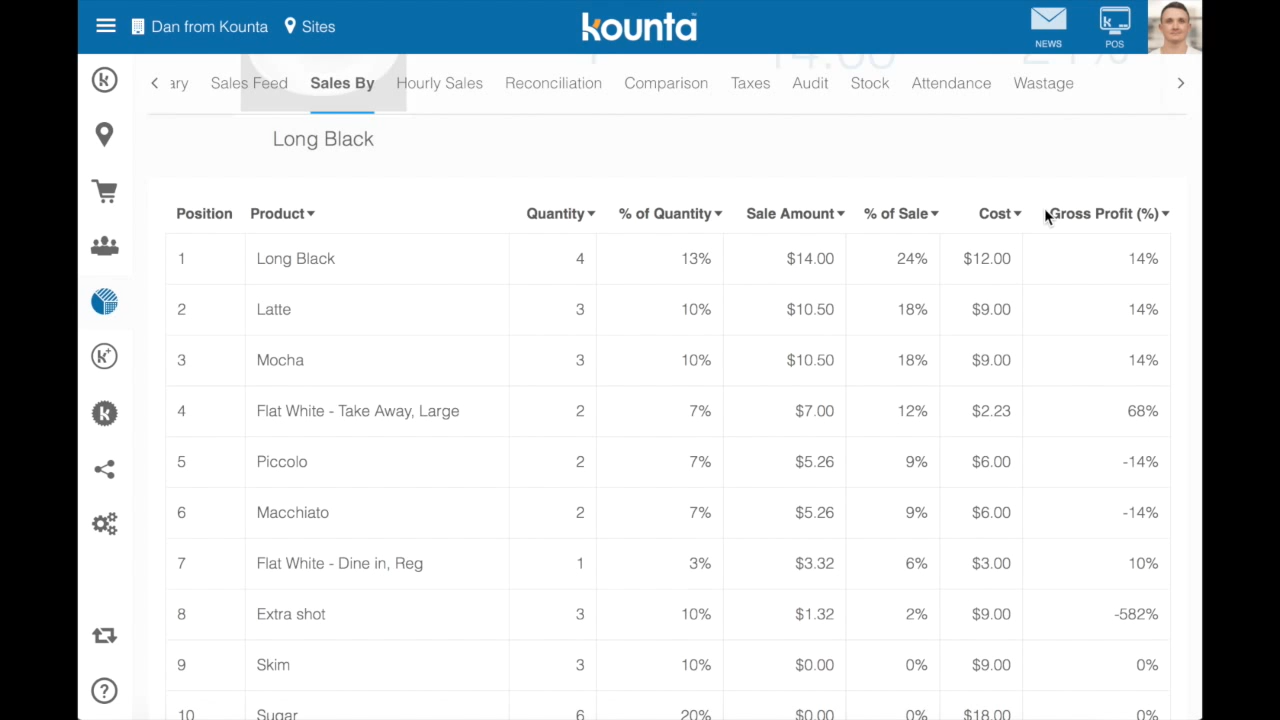 Dan from Kounta Sites kounta NEWS POS
ary Sales Feed Sales By Hourly Sales Reconciliation Comparison Taxes Audit Stock Attendance Wastage
Long Black
Position Product Quantity % of Quantity Sale Amount % of Sale Cost Gross Profit (%)
1 Long Black 4 13% $14.00 24% $12.00 14%
2 Latte 3 10% $10.50 18% $9.00 14%
3 Mocha 3 10% $10.50 18% $9.00 14%
4 Flat White - Take Away, Large 2 7% $7.00 12% $2.23 68%
5 Piccolo 2 7% $5.26 9% $6.00 -14%
6 Macchiato 2 7% $5.26 9% $6.00 -14%
7 Flat White - Dine in, Reg 1 3% $3.32 6% $3.00 10%
8 Extra shot 3 10% $1.32 2% $9.00 -582%
9 Skim 3 10% $0.00 0% $9.00 0%
10 Sugar 6 20% $0.00 0% $18.00 0%